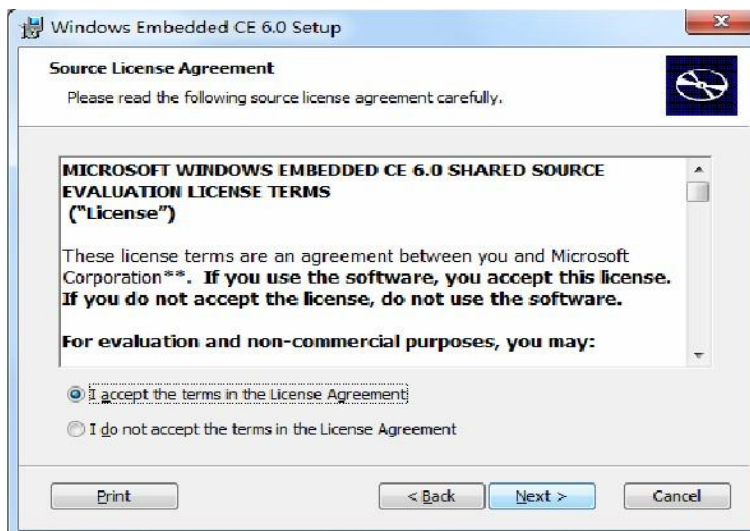 Windows Embedded CE 6.0 Setup
Source License Agreement
Please read the following source license agreement carefully.
MICROSOFT WINDOWS EMBEDDED CE 6.0 SHARED SOURCE
EVALUATION LICENSE TERMS
("License")
These license terms are an agreement between you and Microsoft
Corporation**. If you use the software, you accept this license.
If you do not accept the license, do not use the software.
For evaluation and non-commercial purposes, you may:
I accept the terms in the License Agreement
I do not accept the terms in the License Agreement
Print < Back Next > Cancel